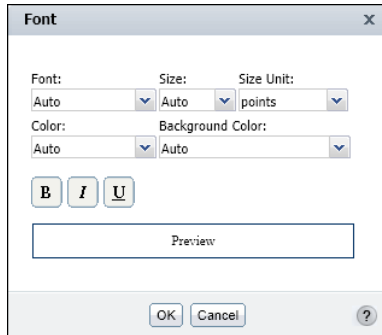 Font x
Font: Size: Size Unit:
Auto Auto points
Color: Background Color:
Auto Auto
B I U
Preview
OK Cancel ?